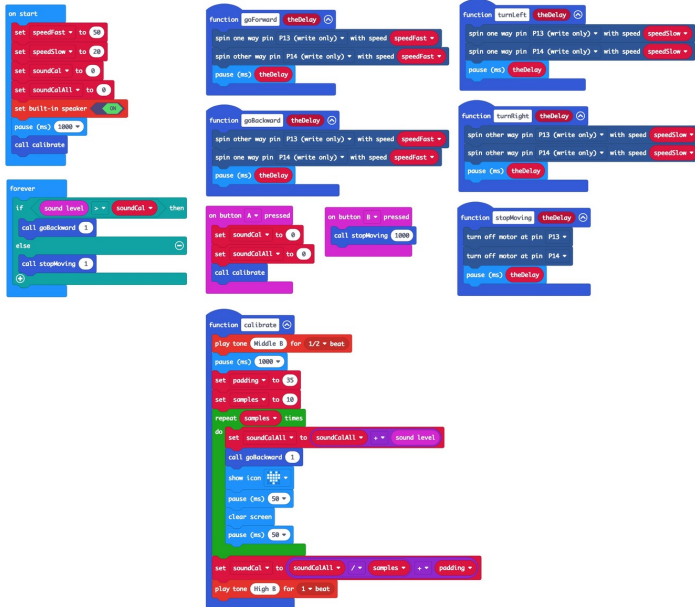 on start
set speedFast to 50
set speedSlow to 20
set soundCal to 0
set soundCalAll to 0
set built-in speaker ON
pause (ms) 1000
call calibrate
forever
if sound level > soundCal then
call goBackward 1
else
call stopMoving 1
function goForward theDelay
spin one way pin P13 (write only) with speed speedFast
spin other way pin P14 (write only) with speed speedFast
pause (ms) theDelay
function goBackward theDelay
spin other way pin P13 (write only) with speed speedFast
spin one way pin P14 (write only) with speed speedFast
pause (ms) theDelay
on button A pressed
set soundCal to 0
set soundCalAll to 0
call calibrate
on button B pressed
call stopMoving 1000
function calibrate
play tone Middle B for 1/2 beat
pause (ms) 1000
set padding to 35
set samples to 10
repeat samples times
do set soundCalAll to soundCalAll + sound level
call goBackward 1
show icon
pause (ms) 50
clear screen
pause (ms) 50
set soundCal to soundCalAll / samples + padding
play tone High B for 1 beat
function turnLeft theDelay
spin one way pin P13 (write only) with speed speedSlow
spin one way pin P14 (write only) with speed speedSlow
pause (ms) theDelay
function turnRight theDelay
spin other way pin P13 (write only) with speed speedSlow
spin other way pin P14 (write only) with speed speedSlow
pause (ms) theDelay
function stopMoving theDelay
turn off motor at pin P13
turn off motor at pin P14
pause (ms) theDelay